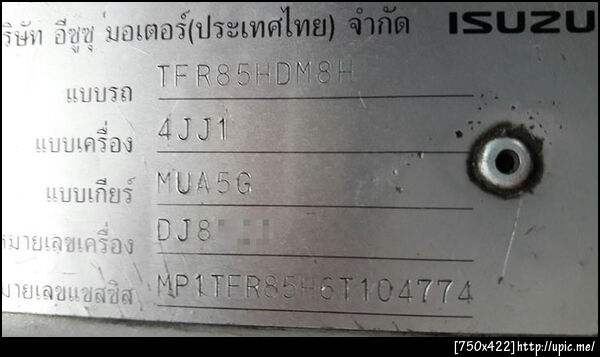 ริษัท อีซูซุ มอเตอร์(ประเทศไทย) จำกัด ISUZU
แบบรถ TFR85HDM8H
แบบเครื่อง 4JJ1
แบบเกียร์ MUA5G
หมายเลขเครื่อง DJ8
มายเลขแชสซิส MP1TFR85H6T104774
[750x422]http://upic.me/